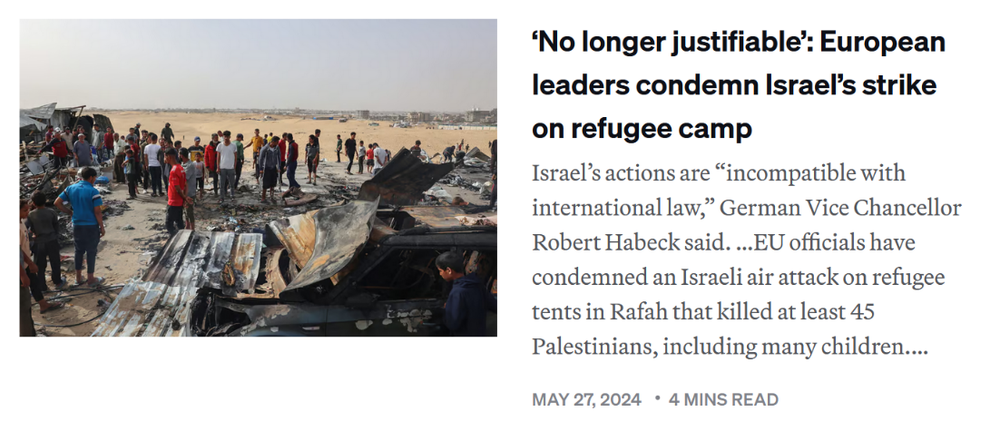 ‘No longer justifiable’: European
leaders condemn Israel’s strike
on refugee camp
Israel’s actions are “incompatible with
international law,” German Vice Chancellor
Robert Habeck said. ...EU officials have
condemned an Israeli air attack on refugee
tents in Rafah that killed at least 45
Palestinians, including many children....
MAY 27, 2024 • 4 MINS READ